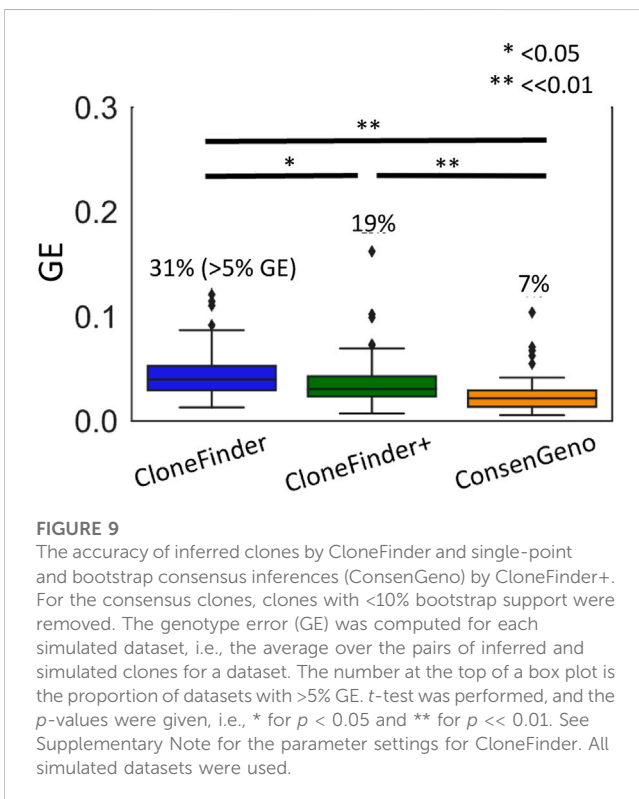 * <0.05
** <<0.01
0.3
**
*
**
0.2
19%
GE
31% (>5% GE)
7%
0.1
0.0
CloneFinder
CloneFinder+
ConsenGeno
FIGURE 9
The accuracy of inferred clones by CloneFinder and single-point
and bootstrap consensus inferences (ConsenGeno) by CloneFinder+.
For the consensus clones, clones with <10% bootstrap support were
removed. The genotype error (GE) was computed for each
simulated dataset, i.e., the average over the pairs of inferred and
simulated clones for a dataset. The number at the top of a box plot is
the proportion of datasets with >5% GE. t-test was performed, and the
p-values were given, i.e., * for p < 0.05 and ** for p << 0.01. See
Supplementary Note for the parameter settings for CloneFinder. All
simulated datasets were used.